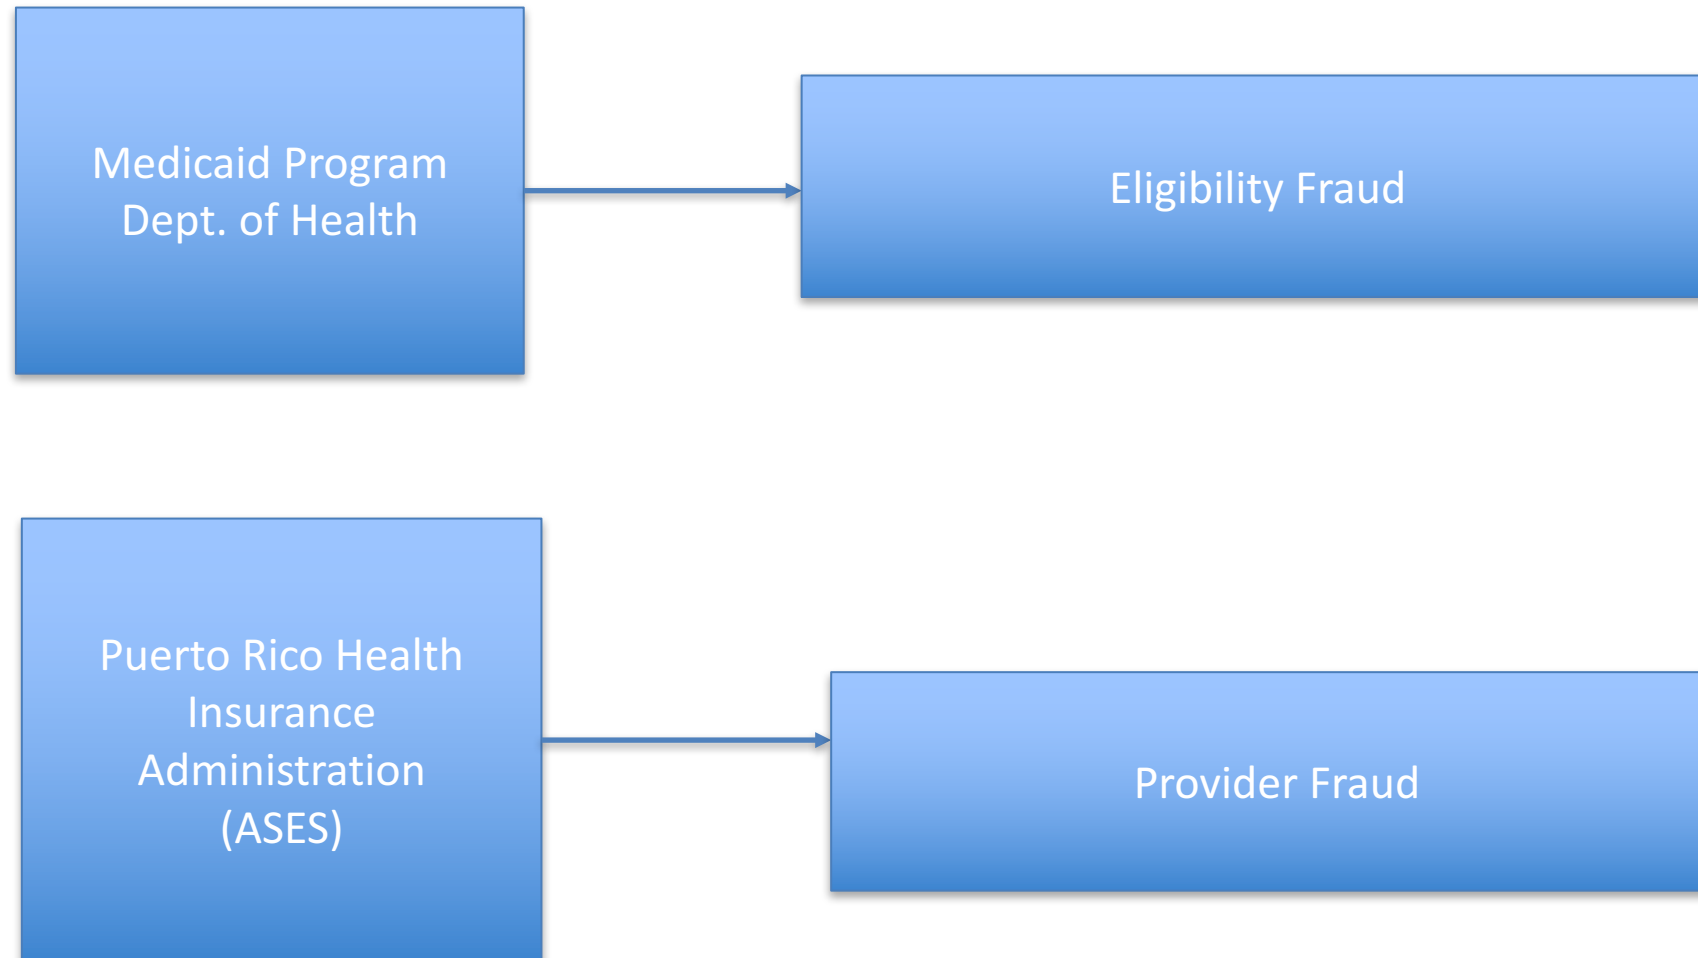 Medicaid Program
Dept. of Health
Eligibility Fraud
Puerto Rico Health
Insurance
Administration
(ASES)
Provider Fraud